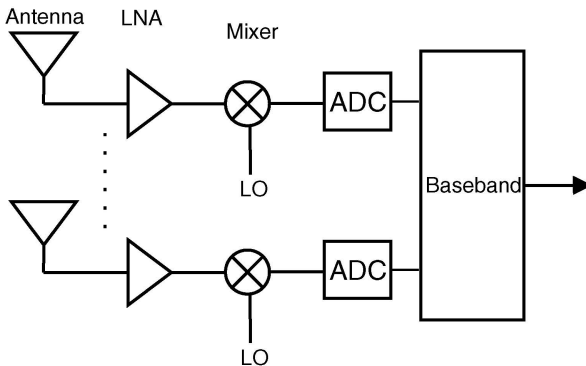 Antenna
LNA
Mixer
ADC
LO
Baseband
ADC
LO